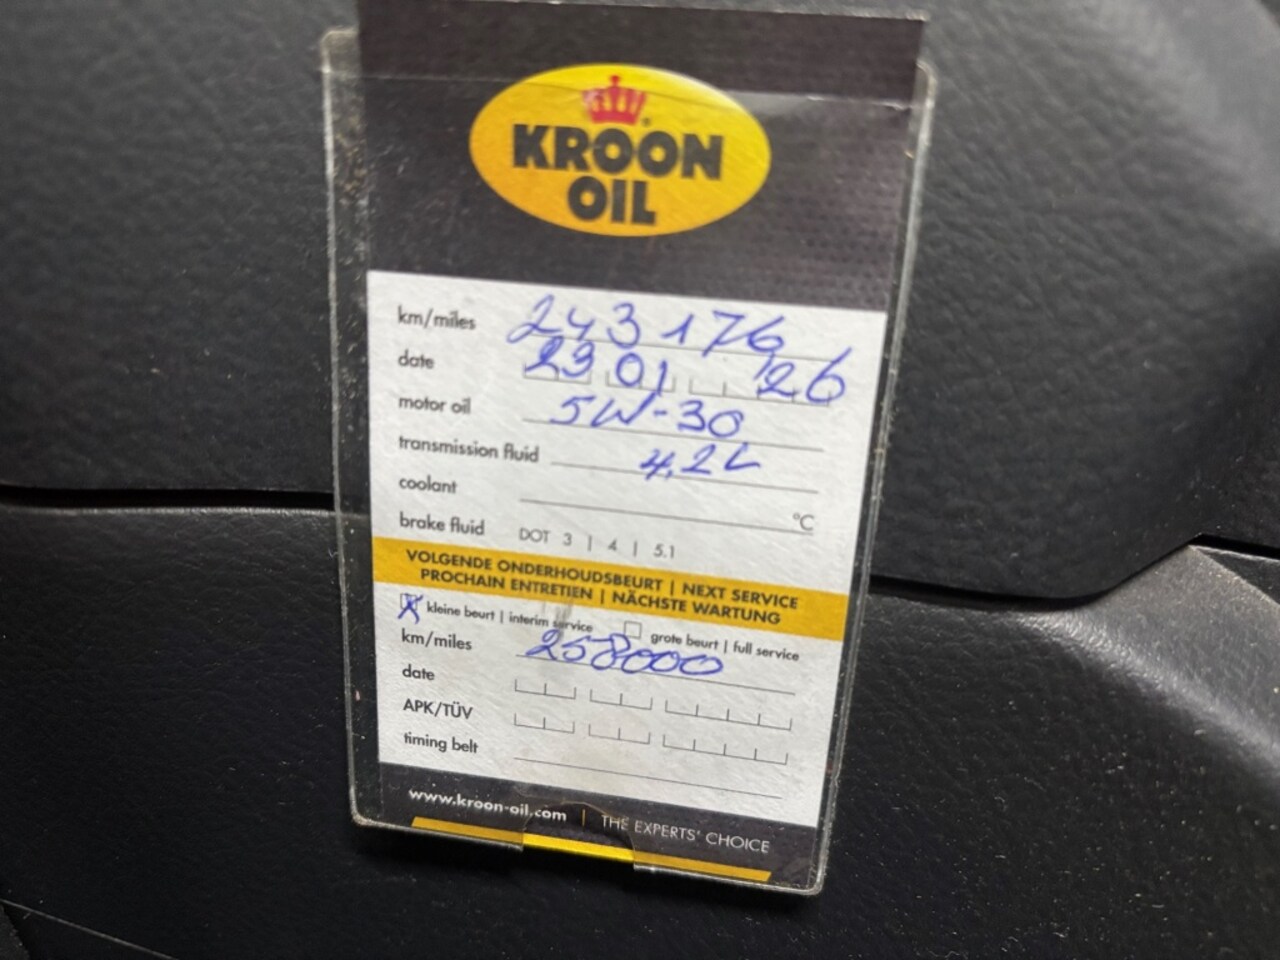 KROON
OIL
km/miles 243176
date 29 01 26
motor oil 5W-30
transmission fluid 4.2L
coolant °C
brake fluid DOT 3 | 4 | 5.1
VOLGENDE ONDERHOUDSBEURT | NEXT SERVICE
PROCHAIN ENTRETIEN | NÄCHSTE WARTUNG
X kleine beurt | interim service grote beurt | full service
km/miles 258000
date
APK/TÜV
timing belt
www.kroon-oil.com | THE EXPERTS' CHOICE